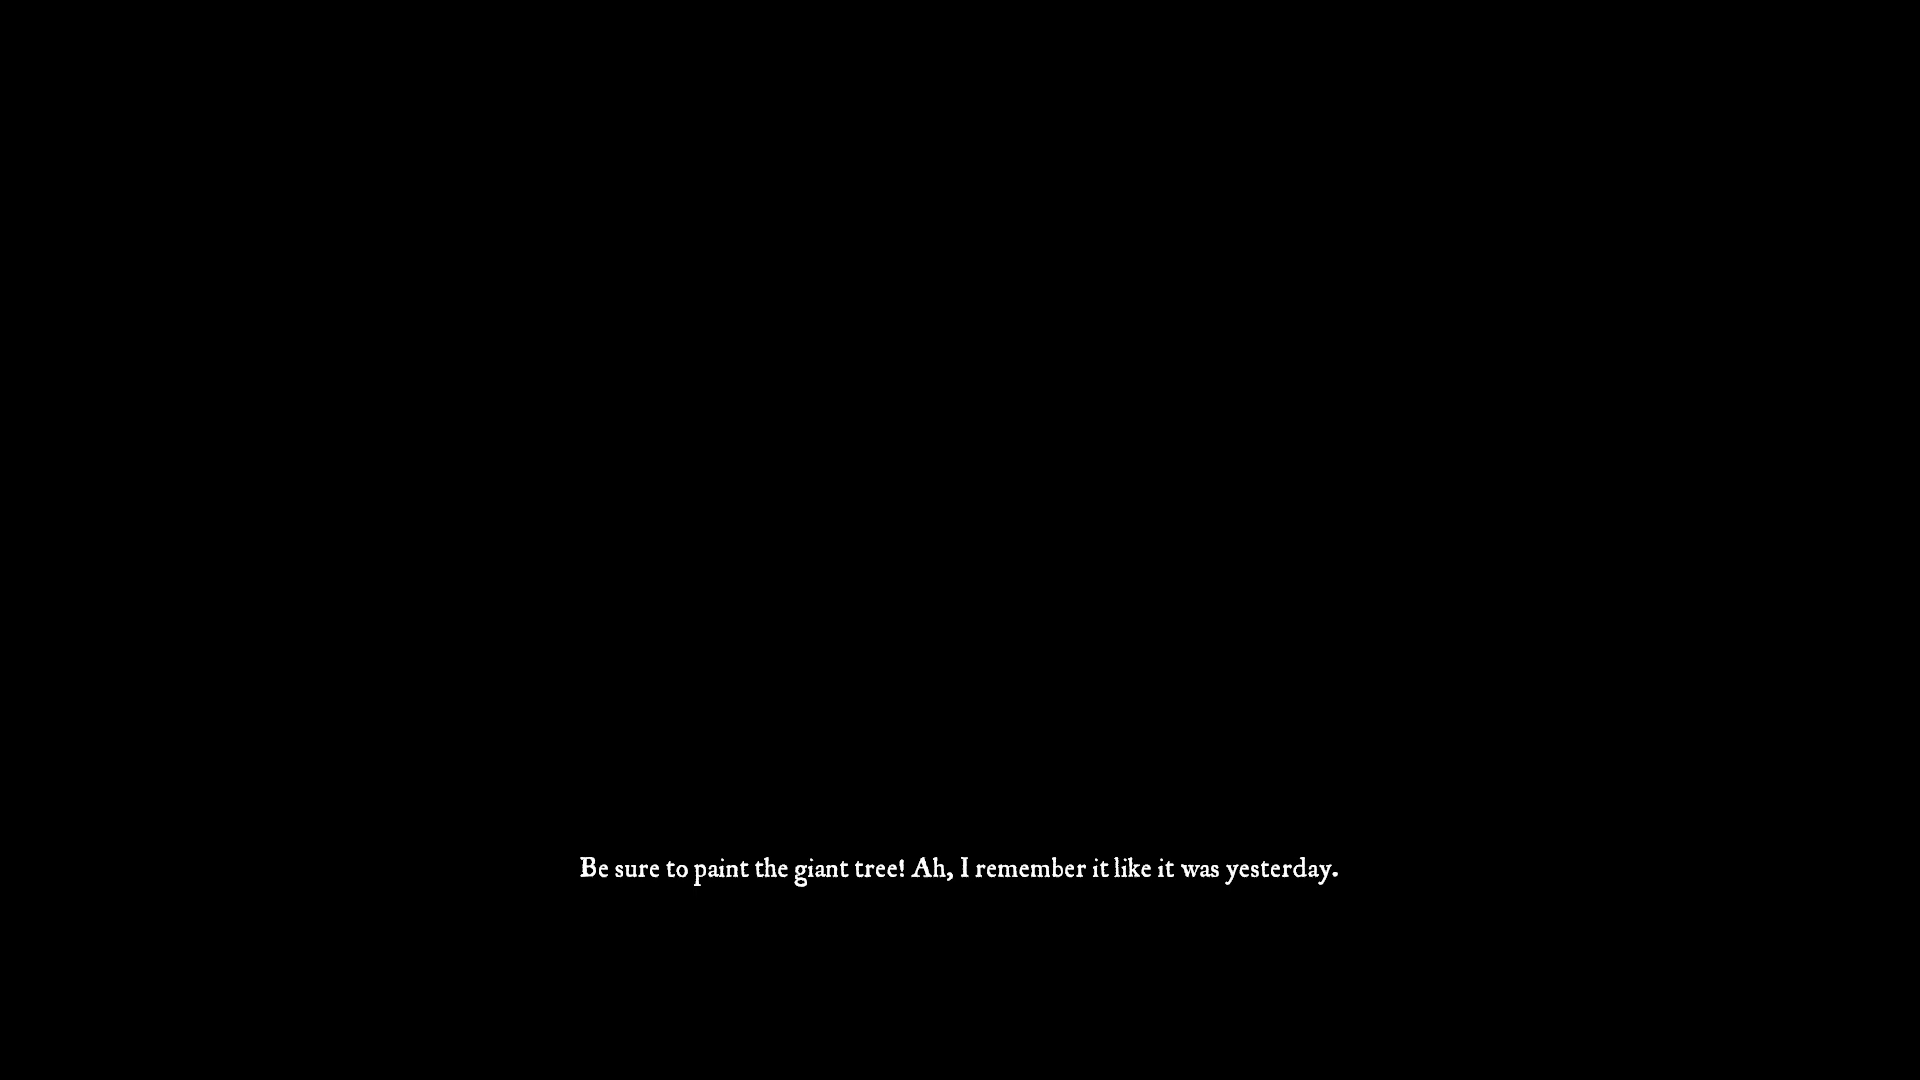 Be sure to paint the giant tree! Ah, I remember it like it was yesterday.